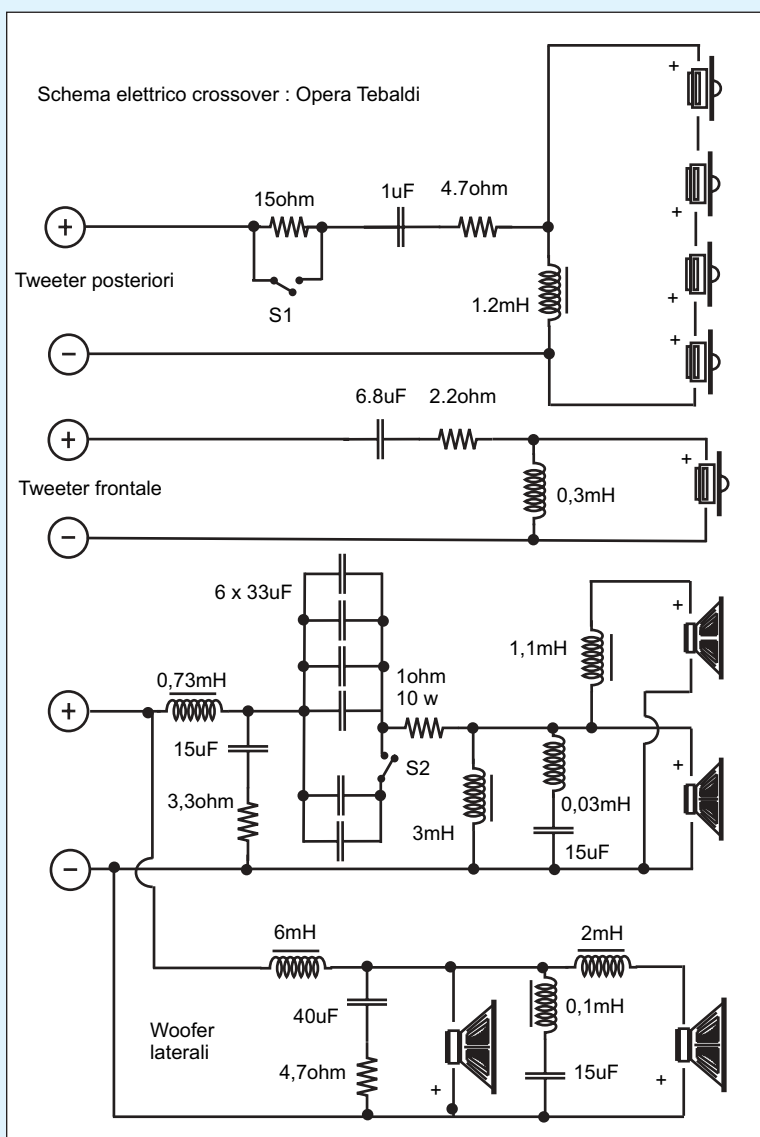 Schema elettrico crossover : Opera Tebaldi
+
15ohm
1uF
4.7ohm
+
+
Tweeter posteriori
S1
1.2mH
+
+
−
6.8uF
2.2ohm
+
+
Tweeter frontale
0,3mH
−
6 x 33uF
+
1,1mH
0,73mH
1ohm
10 w
+
15uF
S2
+
3,3ohm
0,03mH
3mH
15uF
−
6mH
2mH
0,1mH
40uF
Woofer
laterali
4,7ohm
15uF
+
+